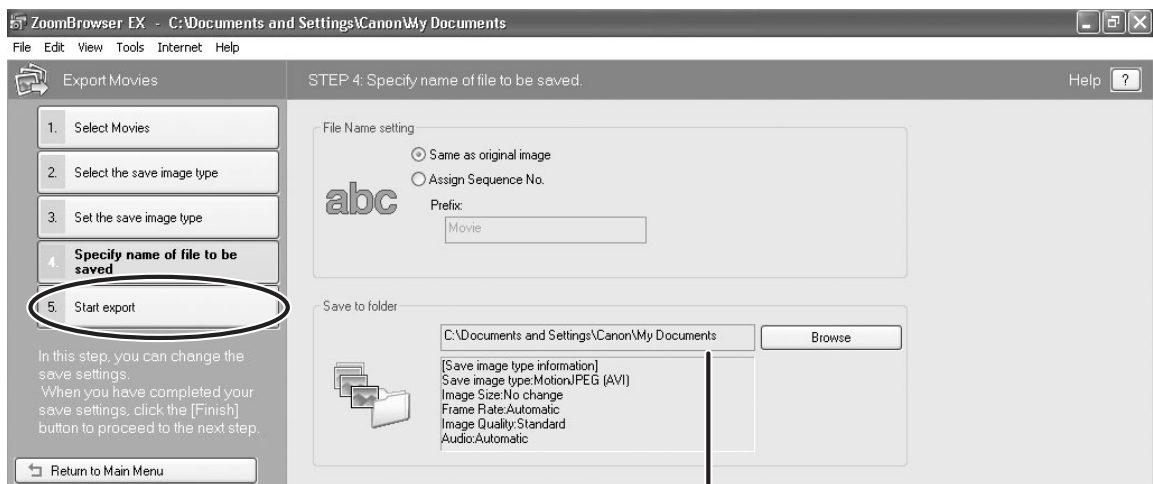 ZoomBrowser EX - C:\Documents and Settings\Canon\My Documents
File Edit View Tools Internet Help
Export Movies
STEP 4: Specify name of file to be saved.
Help ?
1. Select Movies
2. Select the save image type
3. Set the save image type
4. Specify name of file to be
saved
5. Start export
In this step, you can change the
save settings.
When you have completed your
save settings, click the [Finish]
button to proceed to the next step.
Return to Main Menu
File Name setting
abc
Same as original image
Assign Sequence No.
Prefix:
Movie
Save to folder
C:\Documents and Settings\Canon\My Documents
Browse
[Save image type information]
Save image type:MotionJPEG (AVI)
Image Size:No change
Frame Rate:Automatic
Image Quality:Standard
Audio:Automatic